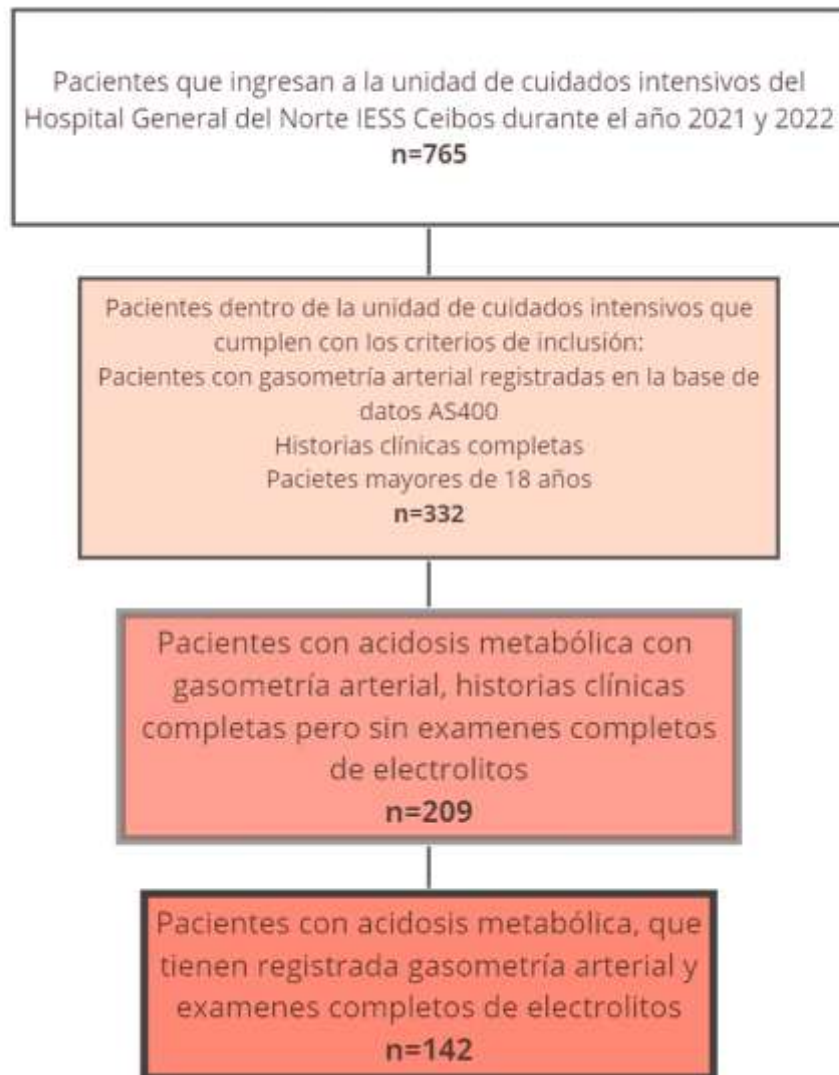 Pacientes que ingresan a la unidad de cuidados intensivos del
Hospital General del Norte IESS Ceibos durante el año 2021 y 2022
n=765
Pacientes dentro de la unidad de cuidados intensivos que
cumplen con los criterios de inclusión:
Pacientes con gasometría arterial registradas en la base de
datos AS400
Historias clínicas completas
Pacietes mayores de 18 años
n=332
Pacientes con acidosis metabólica con
gasometría arterial, historias clínicas
completas pero sin examenes completos
de electrolitos
n=209
Pacientes con acidosis metabólica, que
tienen registrada gasometría arterial y
examenes completos de electrolitos
n=142